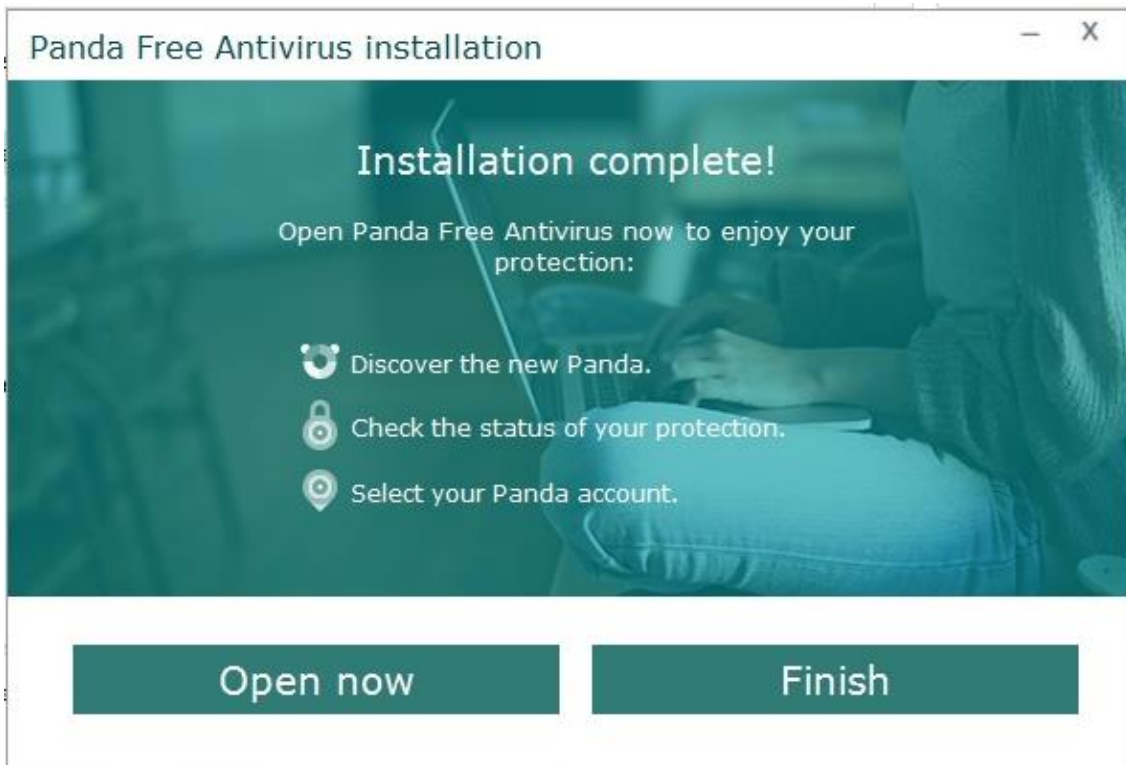 Panda Free Antivirus installation
Installation complete!
Open Panda Free Antivirus now to enjoy your
protection:
Discover the new Panda.
Check the status of your protection.
Select your Panda account.
Open now
Finish